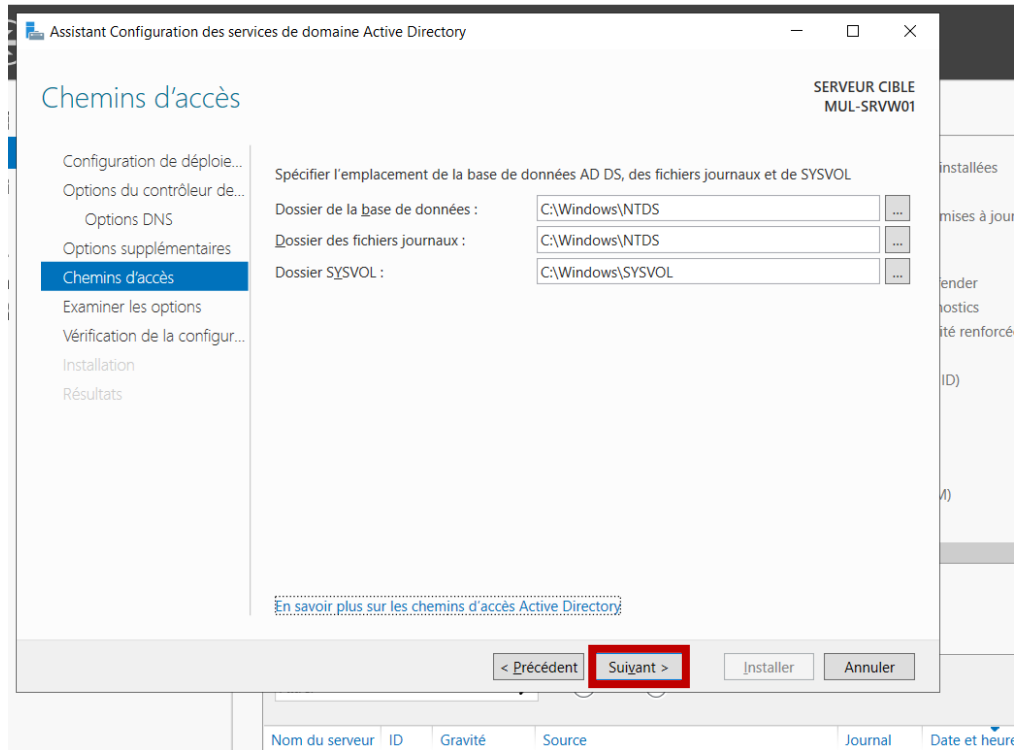 Assistant Configuration des services de domaine Active Directory
Chemins d'accès
SERVEUR CIBLE
MUL-SRVW01
Configuration de déploie...
Options du contrôleur de...
Options DNS
Options supplémentaires
Chemins d'accès
Examiner les options
Vérification de la configur...
Installation
Résultats
Spécifier l'emplacement de la base de données AD DS, des fichiers journaux et de SYSVOL
Dossier de la base de données : C:\Windows\NTDS ...
Dossier des fichiers journaux : C:\Windows\NTDS ...
Dossier SYSVOL : C:\Windows\SYSVOL ...
En savoir plus sur les chemins d'accès Active Directory
< Précédent Suivant > Installer Annuler
installées
mises à jour
fender
nostics
ité renforcé
ID)
M)
Nom du serveur ID Gravité Source Journal Date et heure